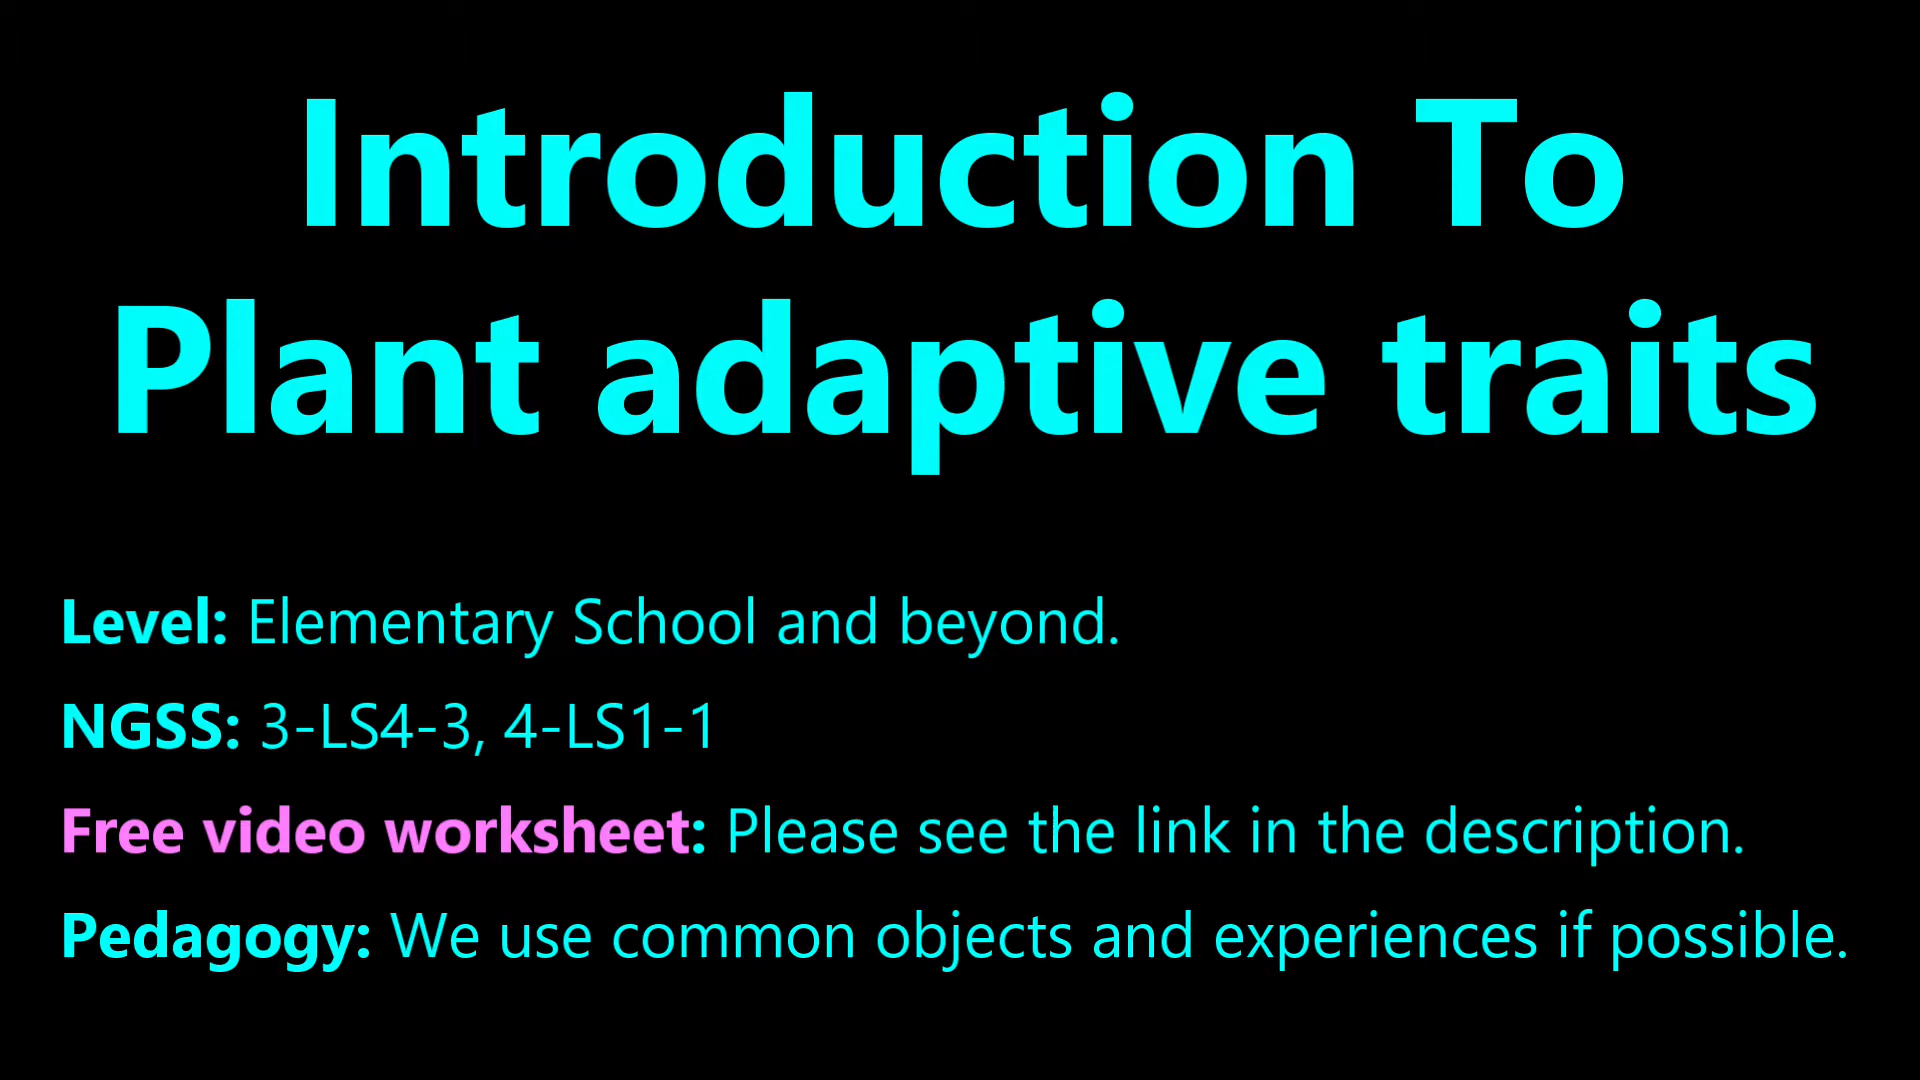 Introduction To
Plant adaptive traits
Level: Elementary School and beyond.
NGSS: 3-LS4-3, 4-LS1-1
Free video worksheet: Please see the link in the description.
Pedagogy: We use common objects and experiences if possible.